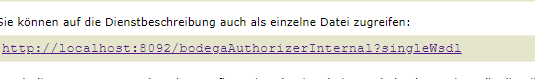 Sie können auf die Dienstbeschreibung auch als einzelne Datei zugreifen:
http://localhost:8092/bodegaAuthorizerInternal?singleWsdl